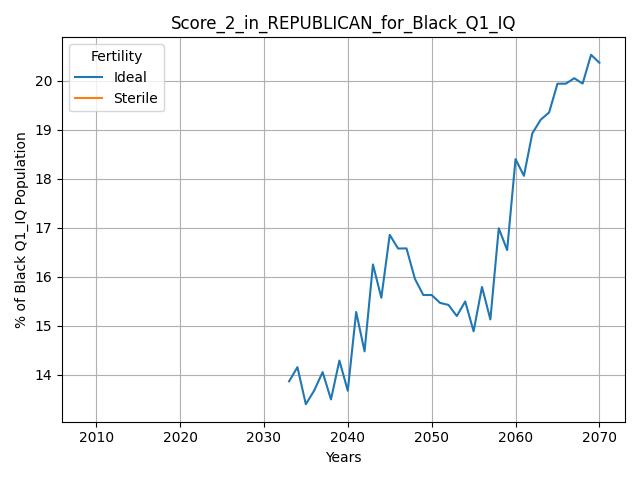 Score_2_in_REPUBLICAN_for_Black_Q1_IQ
Fertility
Ideal
Sterile
% of Black Q1_IQ Population
20
19
18
17
16
15
14
2010 2020 2030 2040 2050 2060 2070
Years